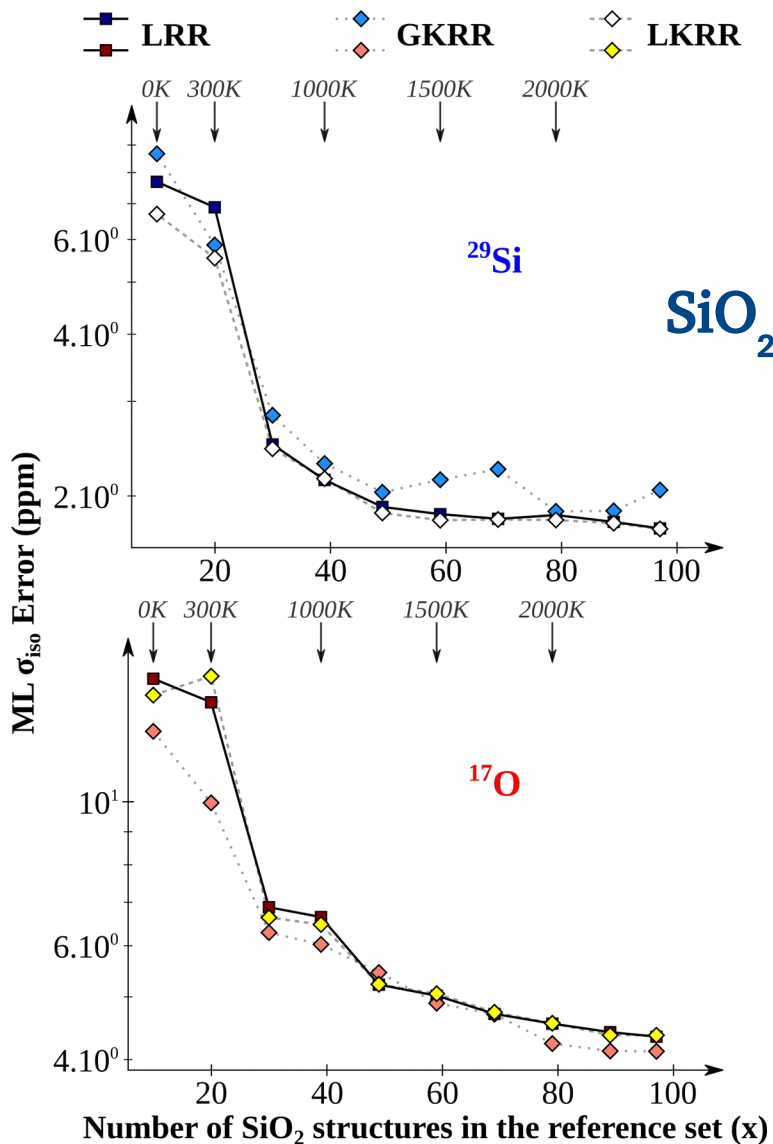 LRR GKRR LKRR
0K 300K 1000K 1500K 2000K
6.10⁰
²⁹Si
SiO₂
4.10⁰
2.10⁰
20 40 60 80 100
0K 300K 1000K 1500K 2000K
ML σiso Error (ppm)
¹⁷O
10¹
6.10⁰
4.10⁰
20 40 60 80 100
Number of SiO₂ structures in the reference set (x)